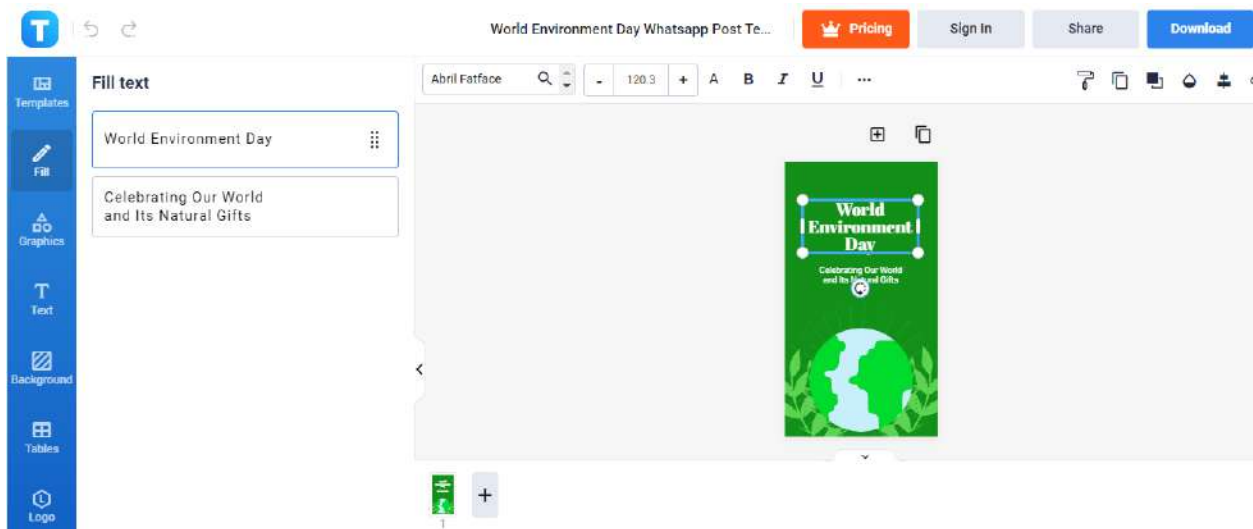 T
World Environment Day Whatsapp Post Te...
Pricing
Sign In
Share
Download
Templates
Fill
Graphics
Text
Background
Tables
Logo
Fill text
World Environment Day
Celebrating Our World
and Its Natural Gifts
Abril Fatface
- 120.3 + A B I U ...
World
Environment
Day
Celebrating Our World
and Its Natural Gifts
+
1